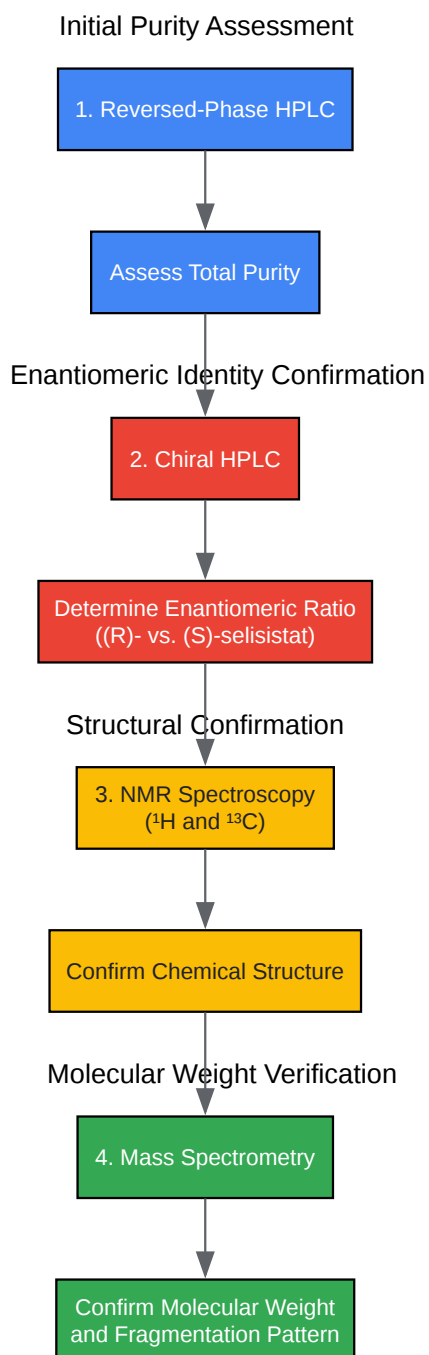 Initial Purity Assessment
1. Reversed-Phase HPLC
Assess Total Purity
Enantiomeric Identity Confirmation
2. Chiral HPLC
Determine Enantiomeric Ratio
((R)- vs. (S)-selisistat)
Structural Confirmation
3. NMR Spectroscopy
(¹H and ¹³C)
Confirm Chemical Structure
Molecular Weight Verification
4. Mass Spectrometry
Confirm Molecular Weight
and Fragmentation Pattern